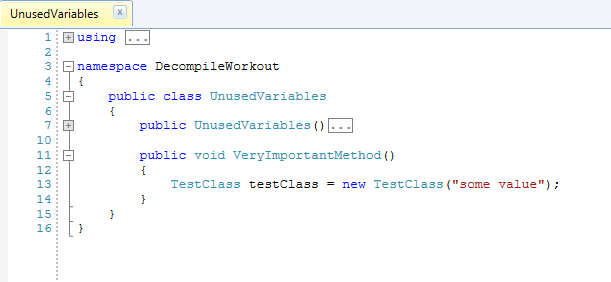 UnusedVariables x
1 using ...
2
3 namespace DecompileWorkout
4 {
5 public class UnusedVariables
6 {
7 public UnusedVariables()...
10
11 public void VeryImportantMethod()
12 {
13 TestClass testClass = new TestClass("some value");
14 }
15 }
16 }